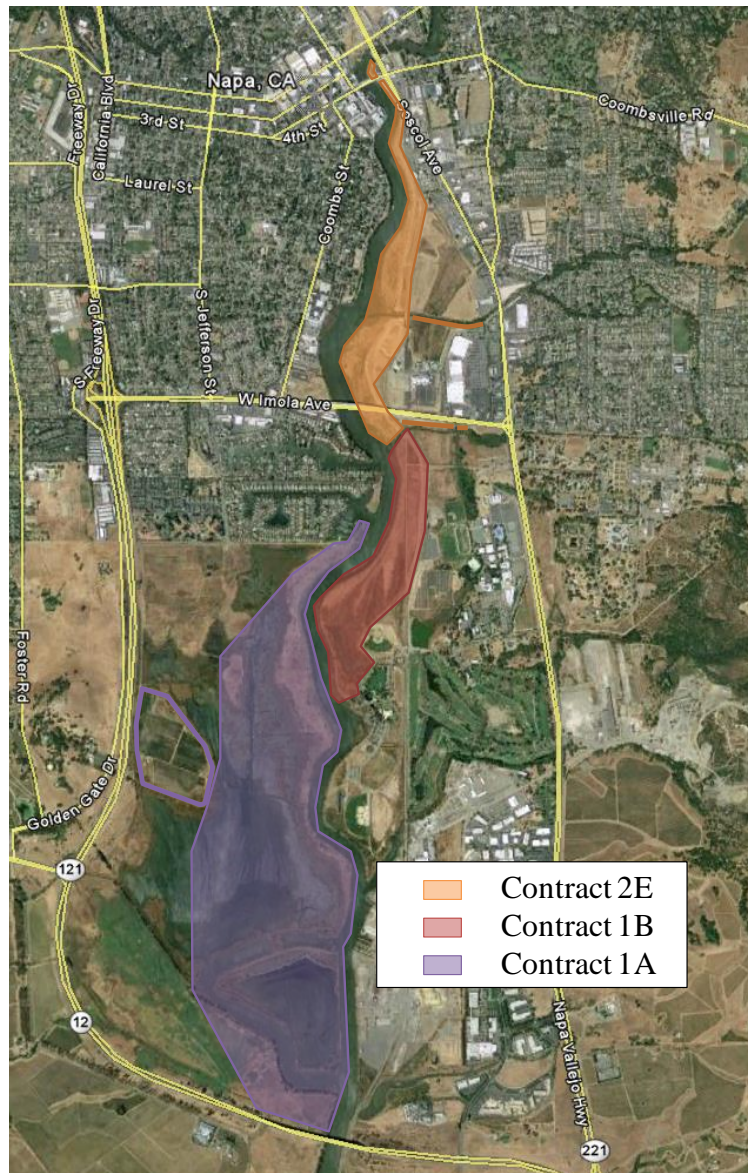 Napa, CA
Freeway Dr
California Blvd
3rd St
4th St
Soscol Ave
Coombsville Rd
Laurel St
Coombs St
S Jefferson St
S Freeway Dr
W Imola Ave
Foster Rd
Golden Gate Dr
121
12
Contract 2E
Contract 1B
Contract 1A
Napa Vallejo Hwy
221